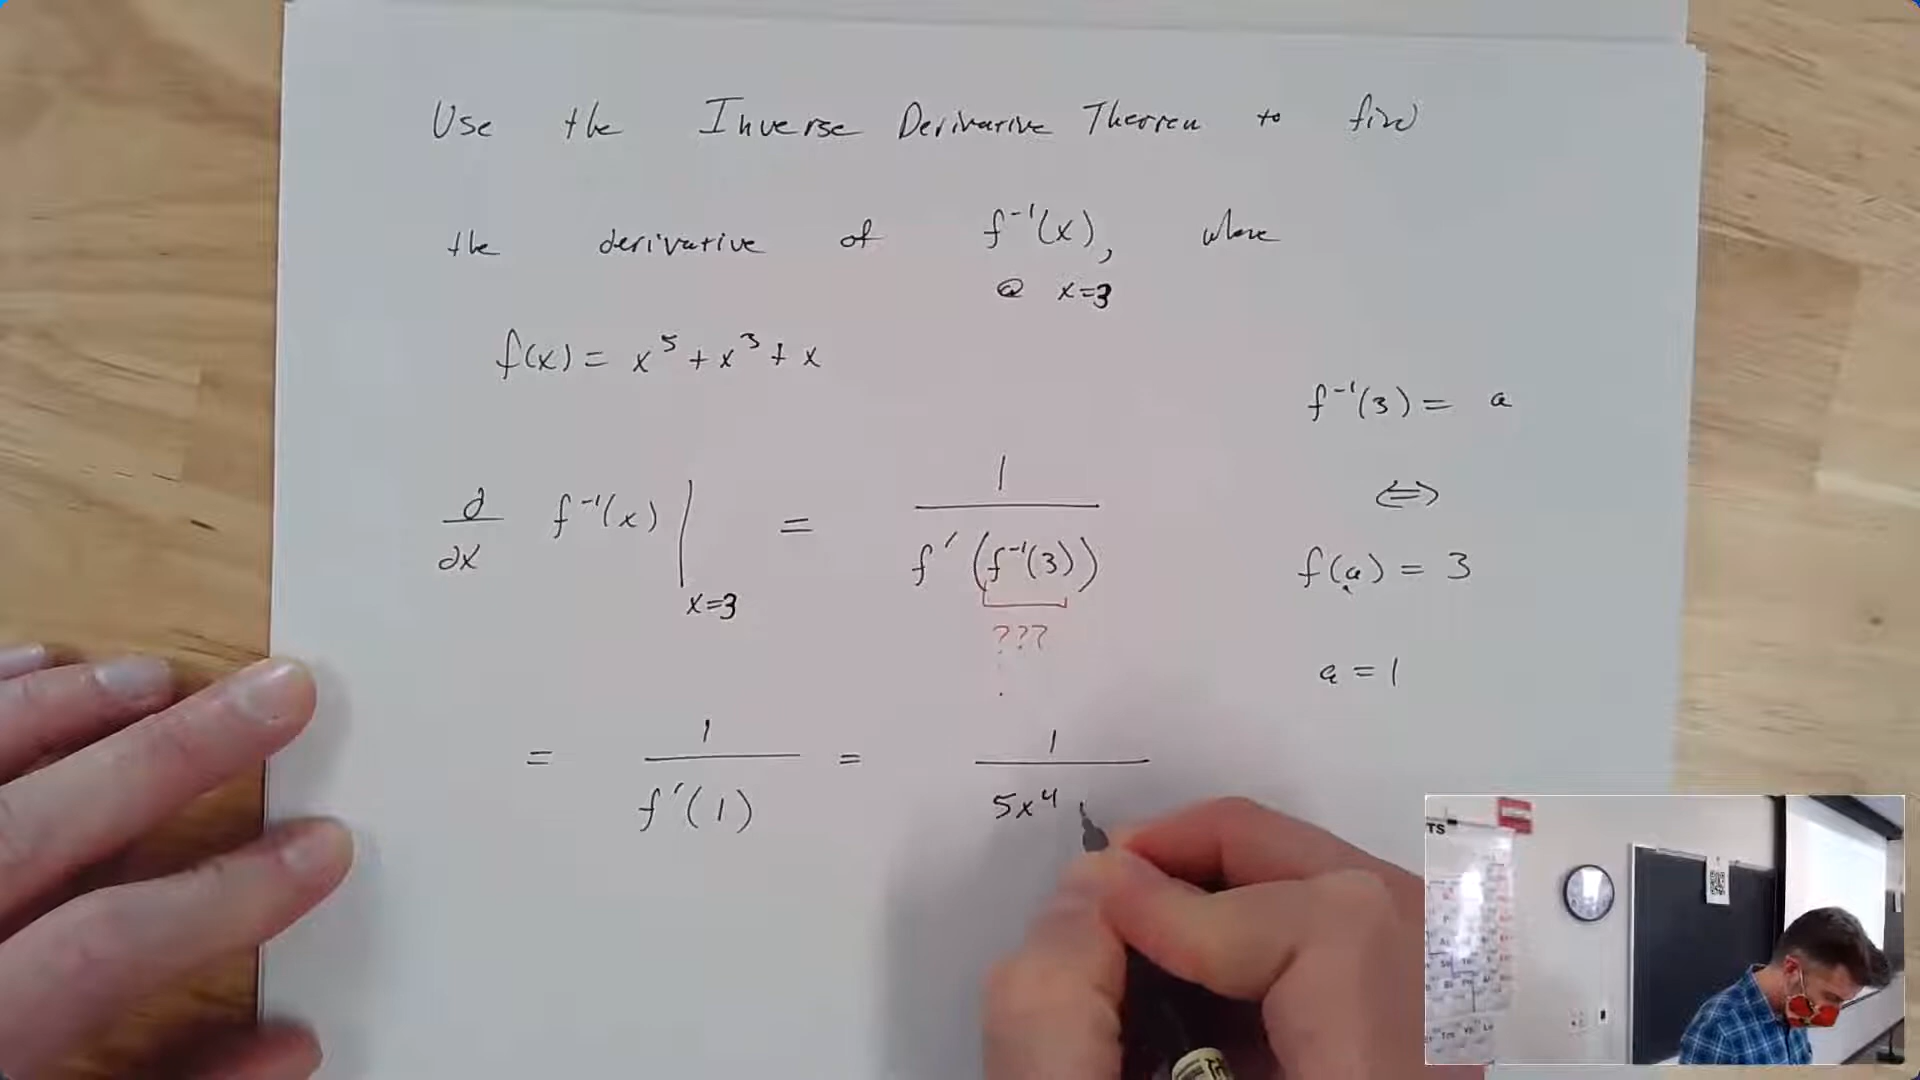 Use the Inverse Derivative Theorem to find
the derivative of f⁻¹(x), where
@ x=3
f(x) = x⁵ + x³ + x
f⁻¹(3) = a
⟺
f(a) = 3
a = 1
d/dx f⁻¹(x) |x=3 = 1/f'(f⁻¹(3))
???
= 1/f'(1) = 1/5x⁴
TS